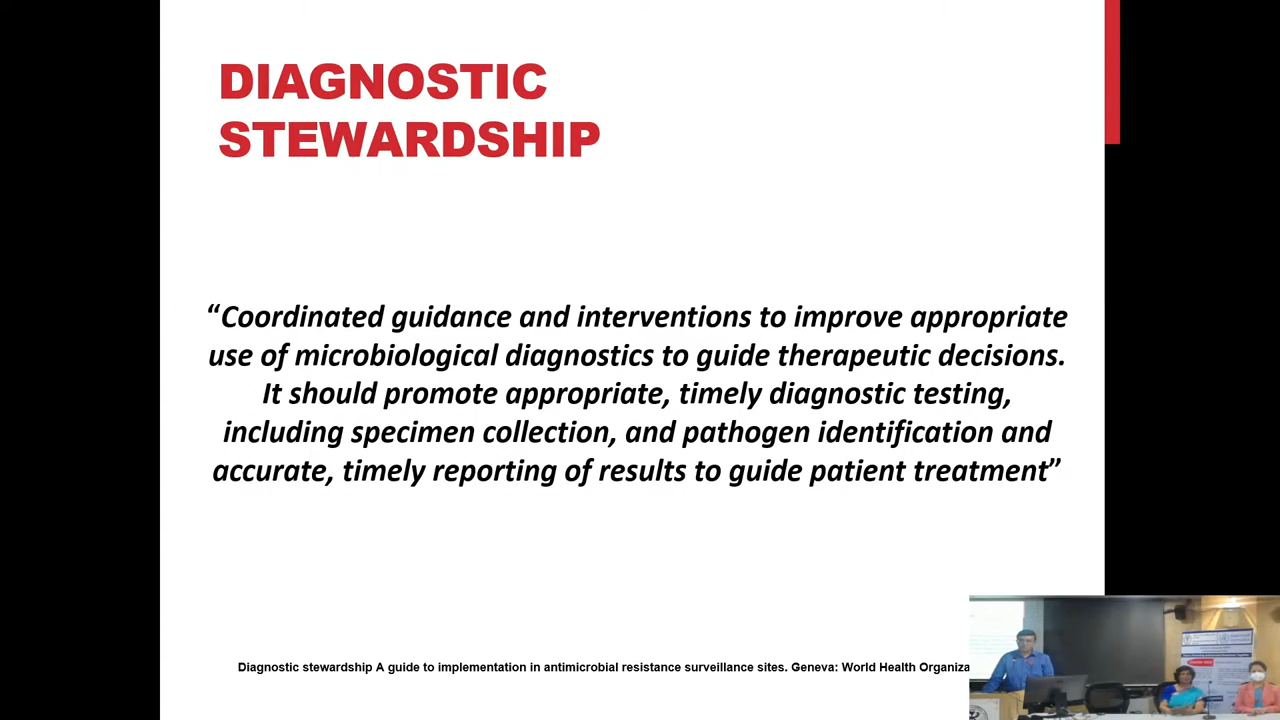 DIAGNOSTIC
STEWARDSHIP
“Coordinated guidance and interventions to improve appropriate
use of microbiological diagnostics to guide therapeutic decisions.
It should promote appropriate, timely diagnostic testing,
including specimen collection, and pathogen identification and
accurate, timely reporting of results to guide patient treatment”
Diagnostic stewardship A guide to implementation in antimicrobial resistance surveillance sites. Geneva: World Health Organiza